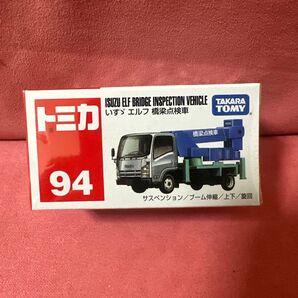 トミカ
94
ISUZU ELF BRIDGE INSPECTION VEHICLE
いすゞ エルフ 橋梁点検車
TAKARA
TOMY
橋梁点検車
サスペンション/ブーム伸縮/上下/旋回